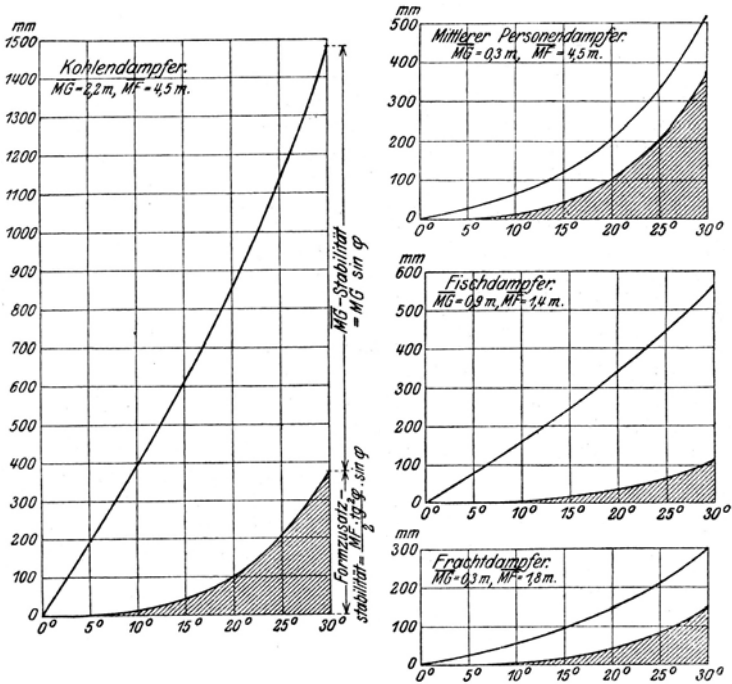 mm
1500
1400
1300
1200
1100
1000
900
800
700
600
500
400
300
200
100
0
Kohlendampfer.
MG = 2,2 m, MF = 4,5 m.
0° 5° 10° 15° 20° 25° 30°
MG-Stabilität
= MG sin φ
Formzusatz-
stabilität = MF/2 · tg²φ · sin φ
mm
500
400
300
200
100
0
Mittlerer Personendampfer.
MG = 0,3 m, MF = 4,5 m.
0° 5° 10° 15° 20° 25° 30°
mm
600
500
400
300
200
100
0
Fischdampfer.
MG = 0,9 m, MF = 1,4 m.
0° 5° 10° 15° 20° 25° 30°
mm
300
200
100
0
Frachtdampfer.
MG = 0,3 m, MF = 1,8 m.
0° 5° 10° 15° 20° 25° 30°